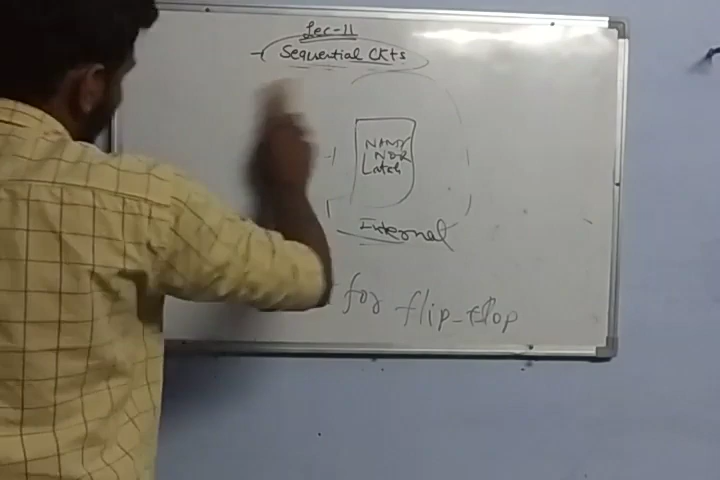 Lec-11
Sequential CKts
NAND
NOR
Latch
Internal
for flip-flop